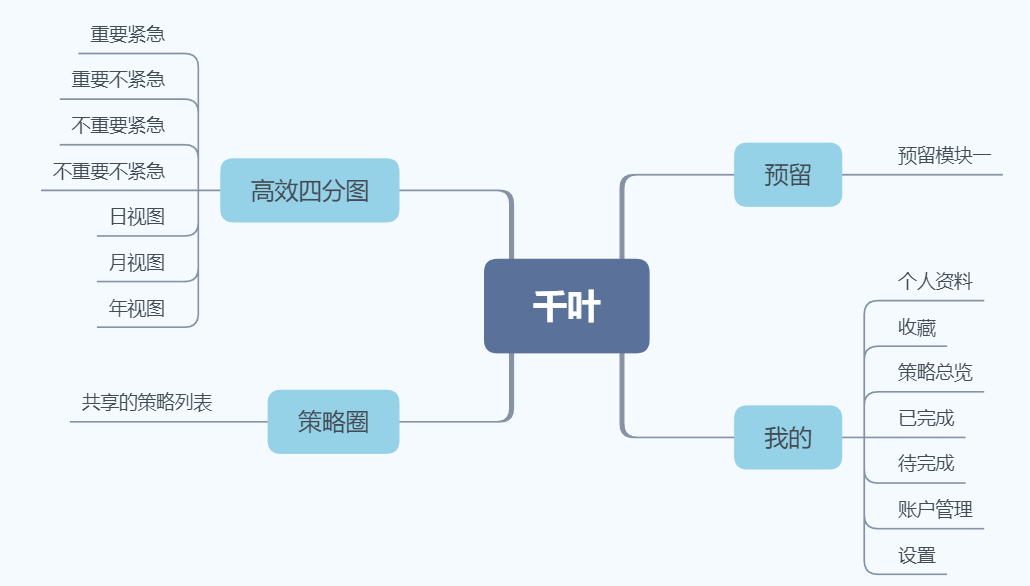 千叶
高效四分图
重要紧急
重要不紧急
不重要紧急
不重要不紧急
日视图
月视图
年视图
策略圈
共享的策略列表
预留
预留模块一
我的
个人资料
收藏
策略总览
已完成
待完成
账户管理
设置